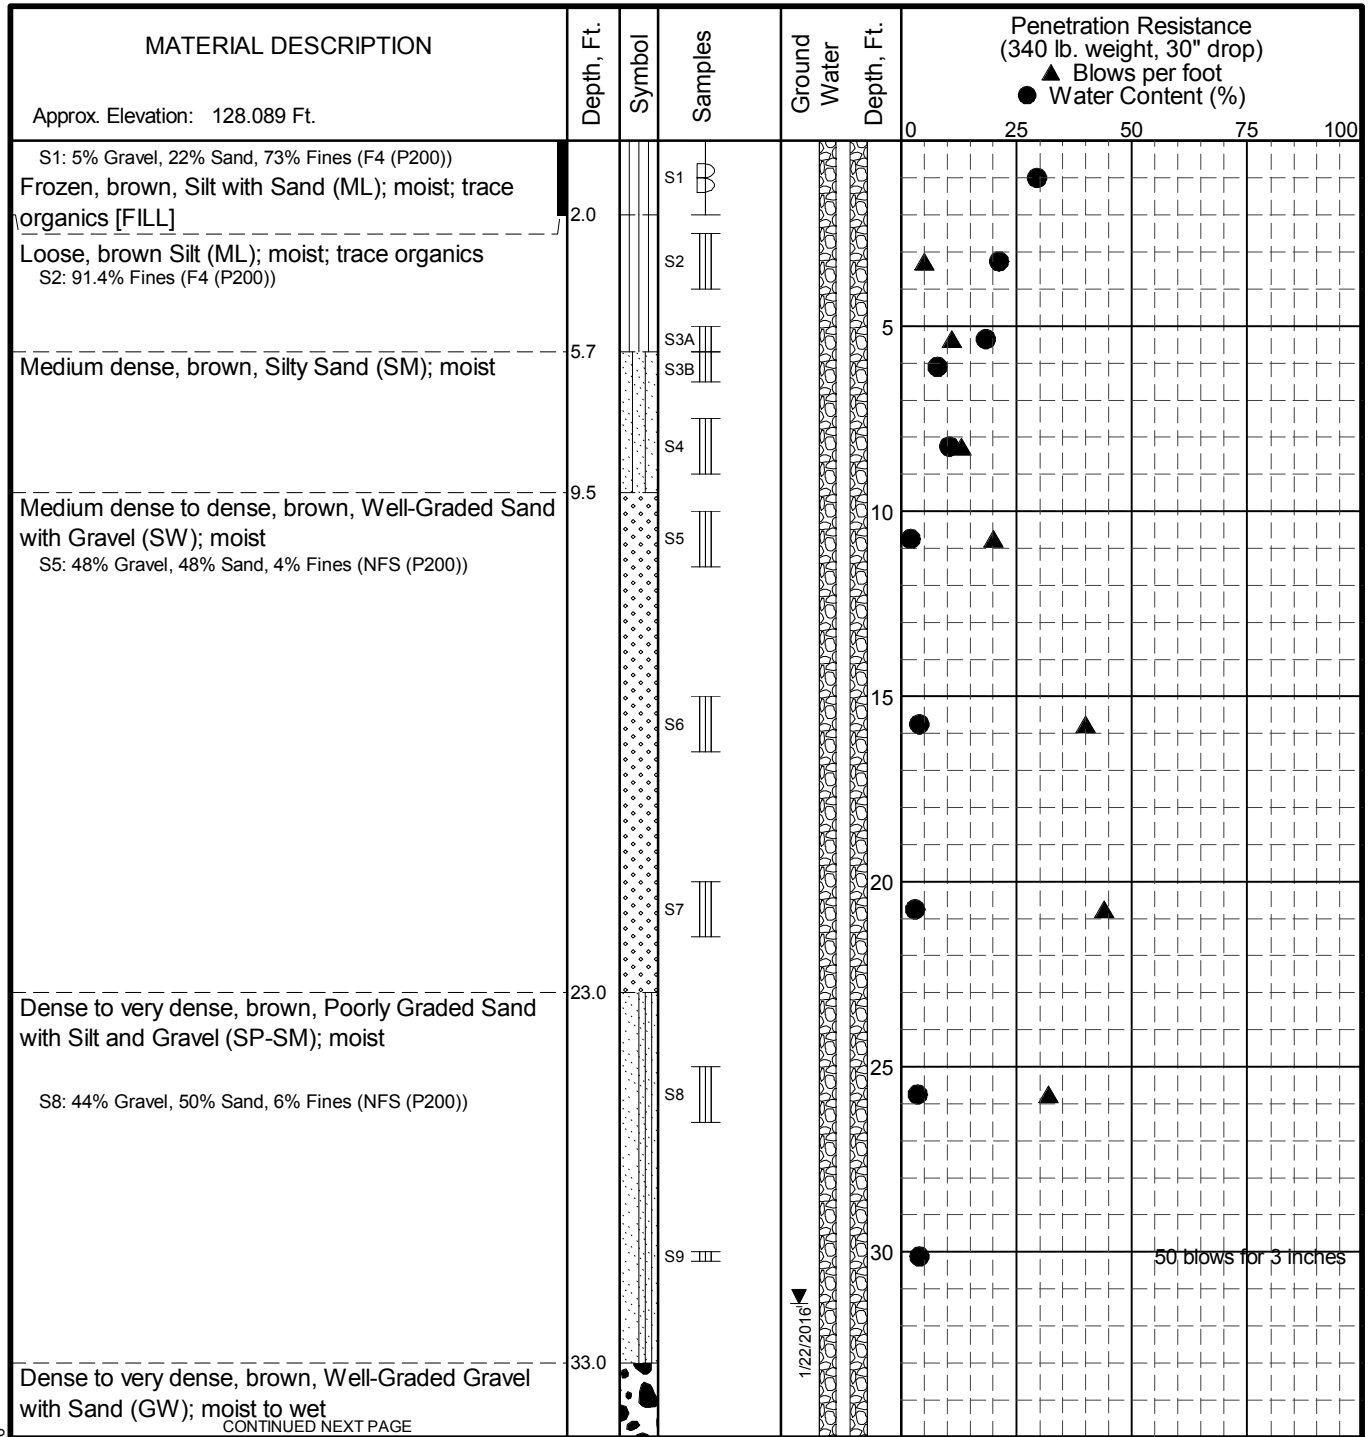 MATERIAL DESCRIPTION
Approx. Elevation: 128.089 Ft.
Depth, Ft.
Symbol
Samples
Ground
Water
Depth, Ft.
Penetration Resistance
(340 lb. weight, 30" drop)
▲ Blows per foot
● Water Content (%)
0 25 50 75 100
S1: 5% Gravel, 22% Sand, 73% Fines (F4 (P200))
Frozen, brown, Silt with Sand (ML); moist; trace
organics [FILL]
S1
2.0
Loose, brown Silt (ML); moist; trace organics
S2: 91.4% Fines (F4 (P200))
S2
5
S3A
5.7
Medium dense, brown, Silty Sand (SM); moist
S3B
S4
9.5
Medium dense to dense, brown, Well-Graded Sand
with Gravel (SW); moist
S5: 48% Gravel, 48% Sand, 4% Fines (NFS (P200))
10
S5
15
S6
20
S7
23.0
Dense to very dense, brown, Poorly Graded Sand
with Silt and Gravel (SP-SM); moist
25
S8: 44% Gravel, 50% Sand, 6% Fines (NFS (P200))
S8
S9
30
50 blows for 3 inches
1/22/2016
33.0
Dense to very dense, brown, Well-Graded Gravel
with Sand (GW); moist to wet
CONTINUED NEXT PAGE